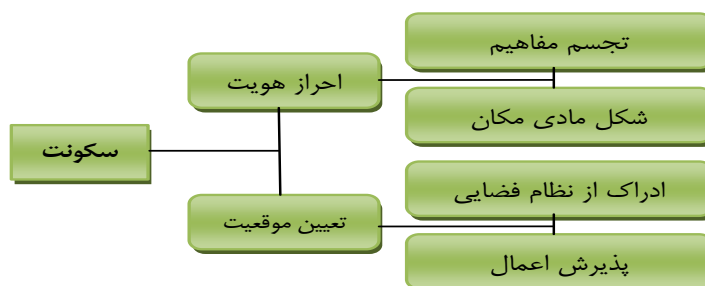 سکونت
احراز هویت
تجسم مفاهیم
شکل مادی مکان
تعیین موقعیت
ادراک از نظام فضایی
پذیرش اعمال